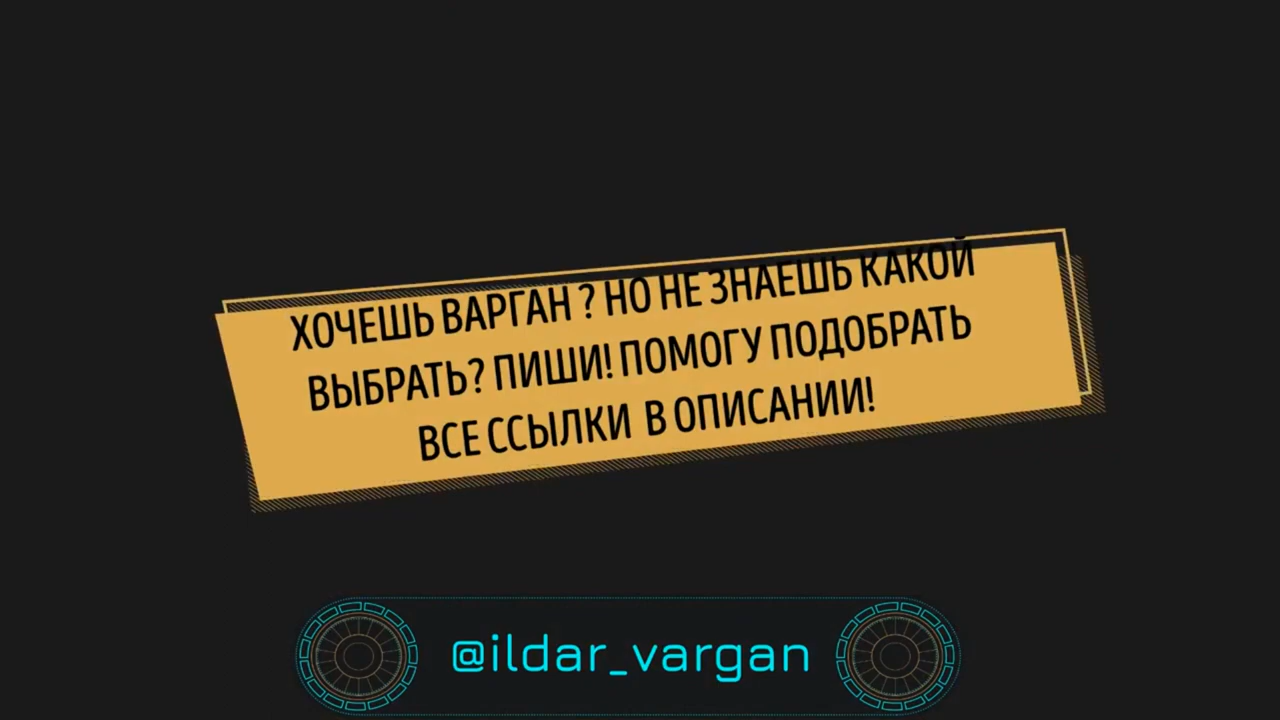 ХОЧЕШЬ ВАРГАН ? НО НЕ ЗНАЕШЬ КАКОЙ
ВЫБРАТЬ? ПИШИ! ПОМОГУ ПОДОБРАТЬ
ВСЕ ССЫЛКИ В ОПИСАНИИ!
@ildar_vargan